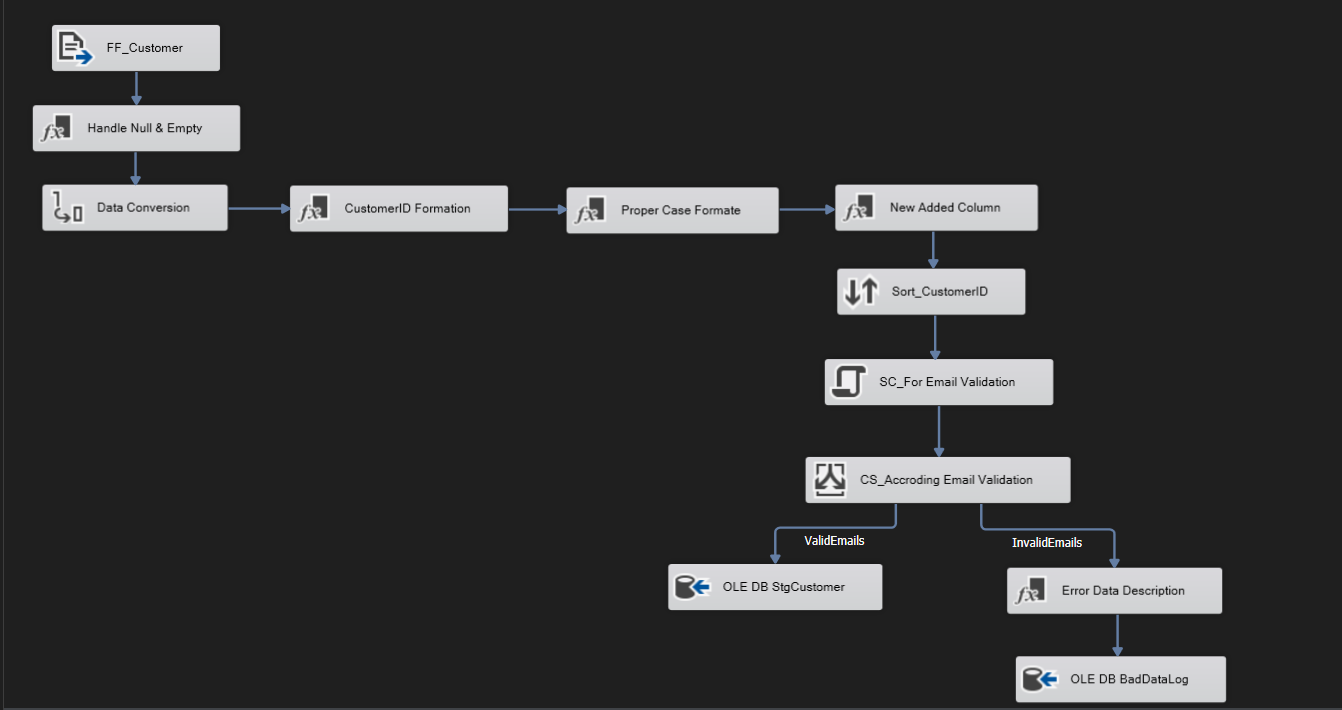 FF_Customer
Handle Null & Empty
Data Conversion
CustomerID Formation
Proper Case Formate
New Added Column
Sort_CustomerID
SC_For Email Validation
CS_Accroding Email Validation
ValidEmails
InvalidEmails
OLE DB StgCustomer
Error Data Description
OLE DB BadDataLog